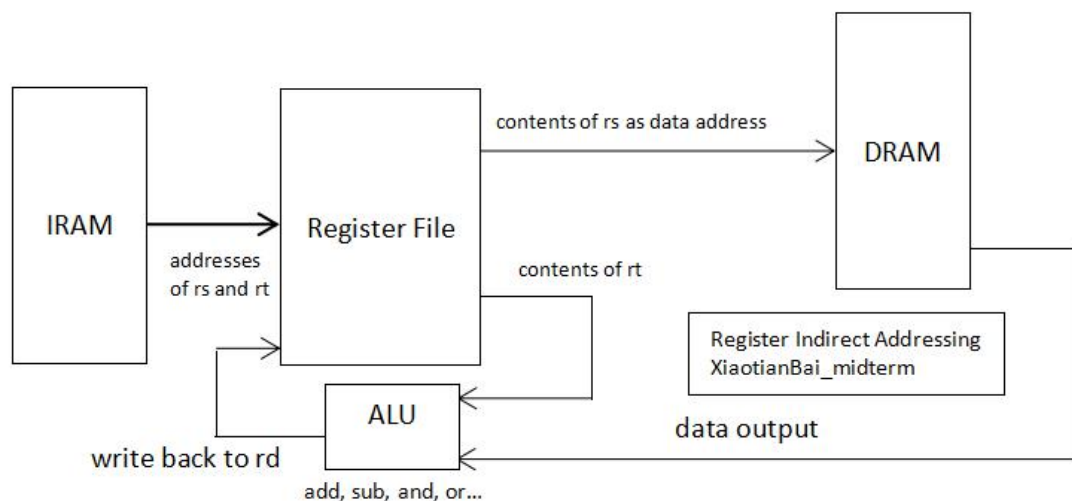 IRAM
addresses
of rs and rt
Register File
contents of rs as data address
DRAM
contents of rt
Register Indirect Addressing
XiaotianBai_midterm
ALU
data output
write back to rd
add, sub, and, or...